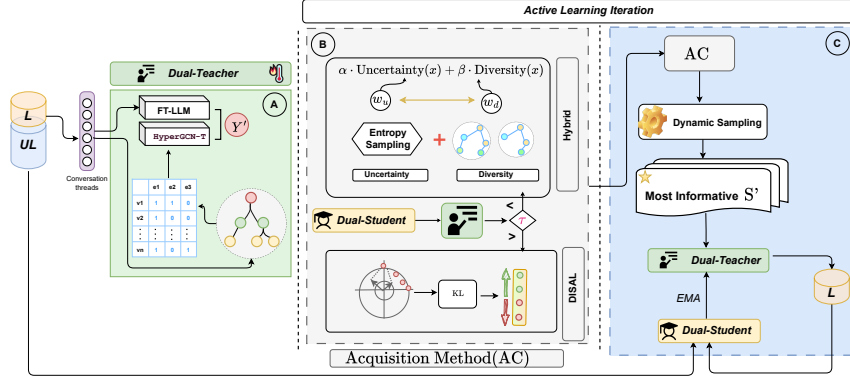 Active Learning Iteration
L
UL
Conversation
threads
Dual-Teacher
A
FT-LLM
HyperGCN-T
Y'
e1 e2 e3
v1 1 1 0
v2 1 0 0
⋮ ⋮ ⋮ ⋮
vn 1 0 1
B
α · Uncertainty(x) + β · Diversity(x)
w_u
w_d
Entropy
Sampling
+
Uncertainty
Diversity
Hybrid
Dual-Student
<
τ
>
KL
DISAL
Acquisition Method(AC)
C
AC
Dynamic Sampling
Most Informative S'
Dual-Teacher
L
EMA
Dual-Student